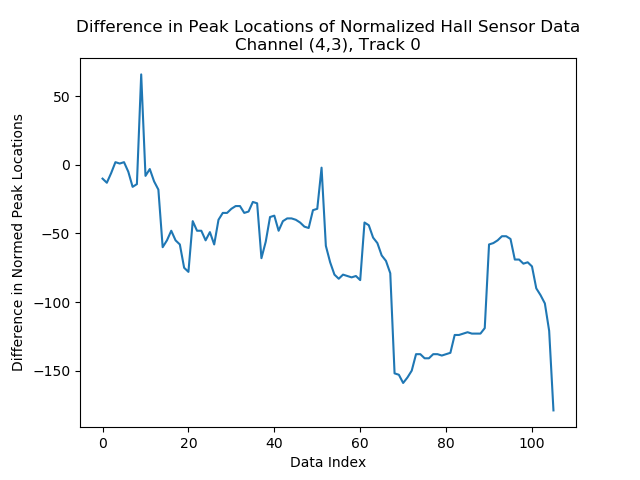 Difference in Peak Locations of Normalized Hall Sensor Data
Channel (4,3), Track 0
Difference in Normed Peak Locations
50
0
−50
−100
−150
0 20 40 60 80 100
Data Index